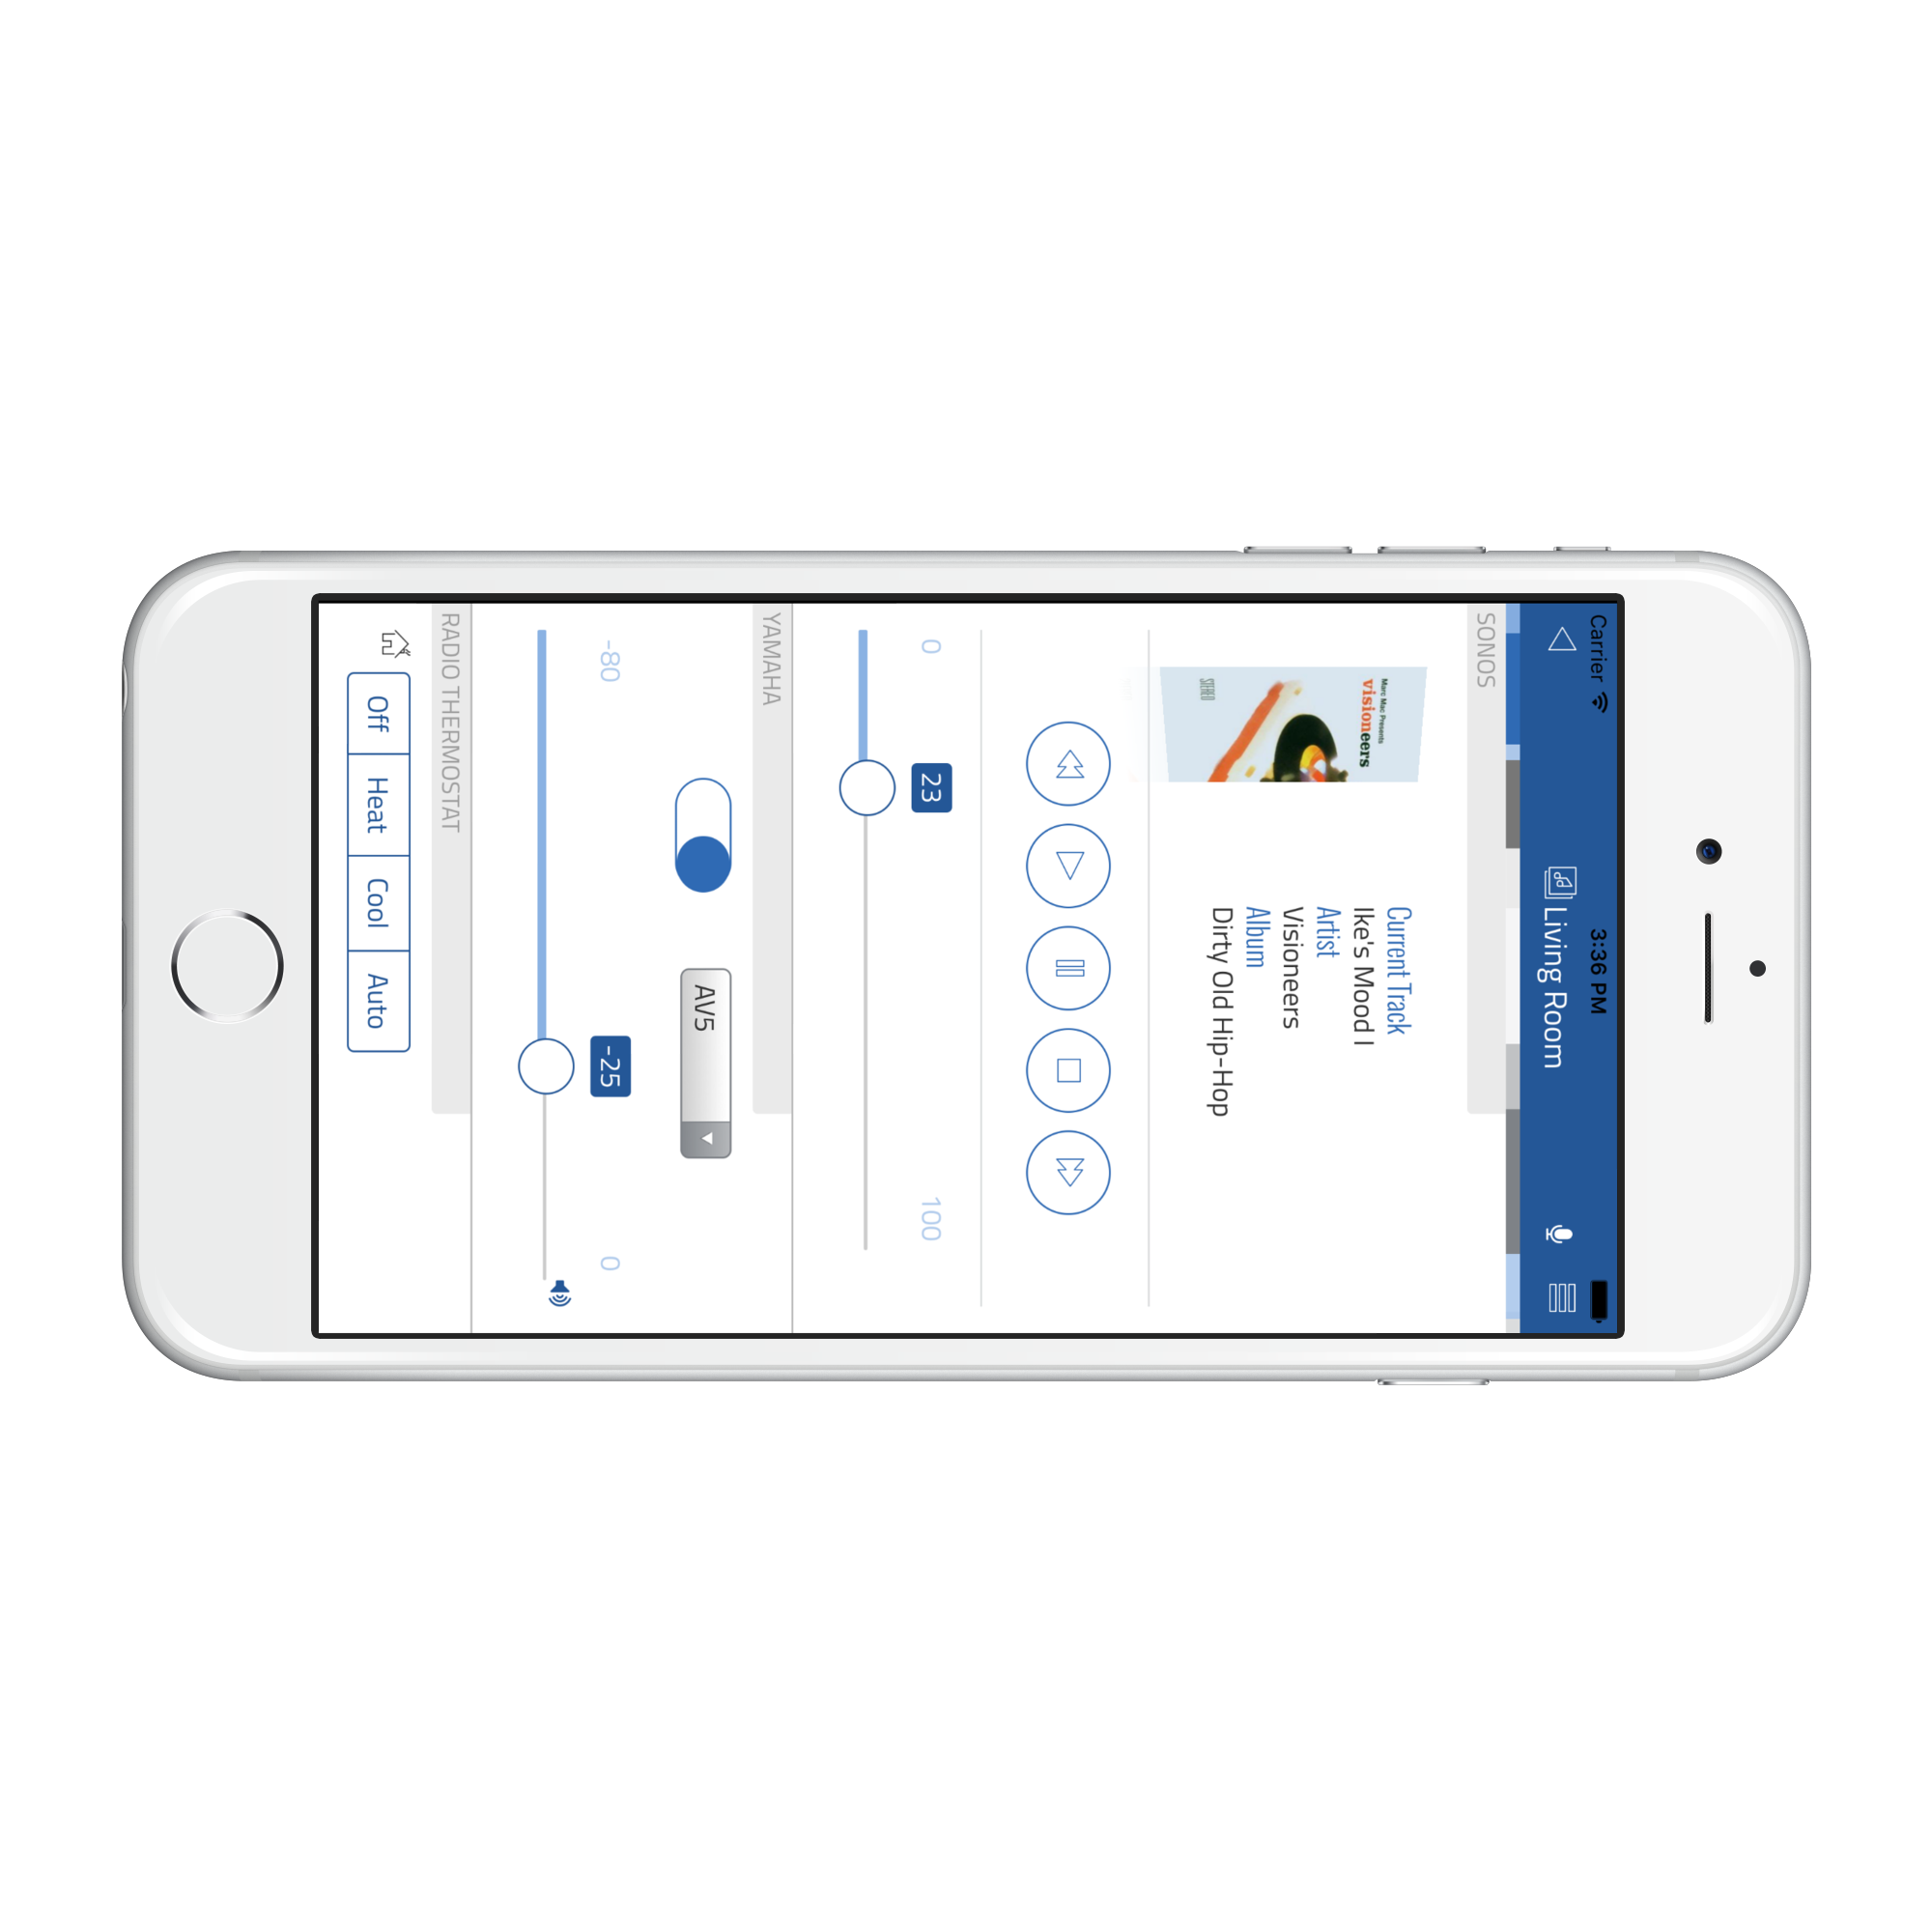 Carrier 3:36 PM
Living Room
SONOS
Marc Mac Presents
visioneers
STEREO
Current Track
Ike's Mood I
Artist
Visioneers
Album
Dirty Old Hip-Hop
0 23 100
YAMAHA
AV5
-80 -25 0
RADIO THERMOSTAT
Off Heat Cool Auto